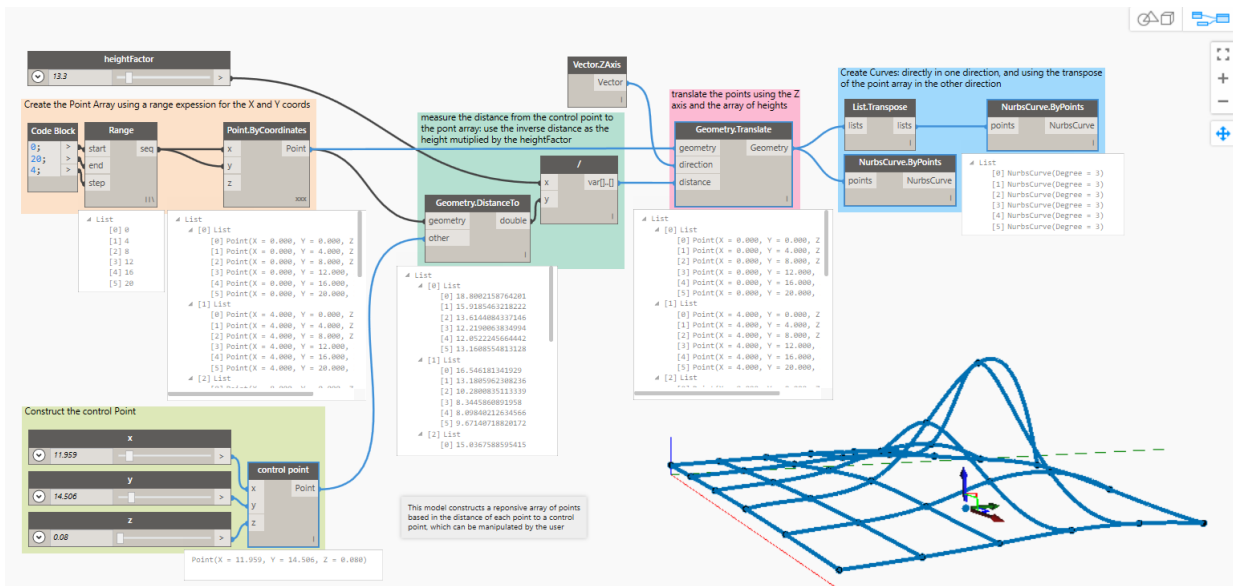 heightFactor
13.3
>
Create the Point Array using a range expession for the X and Y coords
Code Block
0; >
20; >
4; >
Range
start seq
end
step
Point.ByCoordinates
x Point
y
z
xxx
List
[0] 0
[1] 4
[2] 8
[3] 12
[4] 16
[5] 20
List
[0] List
[0] Point(X = 0.000, Y = 0.000, Z
[1] Point(X = 0.000, Y = 4.000, Z
[2] Point(X = 0.000, Y = 8.000, Z
[3] Point(X = 0.000, Y = 12.000,
[4] Point(X = 0.000, Y = 16.000,
[5] Point(X = 0.000, Y = 20.000,
[1] List
[0] Point(X = 4.000, Y = 0.000, Z
[1] Point(X = 4.000, Y = 4.000, Z
[2] Point(X = 4.000, Y = 8.000, Z
[3] Point(X = 4.000, Y = 12.000,
[4] Point(X = 4.000, Y = 16.000,
[5] Point(X = 4.000, Y = 20.000,
[2] List
measure the distance from the control point to
the pont array: use the inverse distance as the
height mutiplied by the heightFactor
Geometry.DistanceTo
geometry double
other
/
x var[]..[]
y
List
[0] List
[0] 18.8002158764201
[1] 15.9185463218222
[2] 13.6144084337146
[3] 12.2190063834994
[4] 12.0522245664442
[5] 13.1608554813128
[1] List
[0] 16.546181341929
[1] 13.1805962308236
[2] 10.2800835113339
[3] 8.3445860891958
[4] 8.09840212634566
[5] 9.67140718820172
[2] List
[0] 15.0367588595415
Vector.ZAxis
Vector
translate the points using the Z
axis and the array of heights
Geometry.Translate
geometry Geometry
direction
distance
List
[0] List
[0] Point(X = 0.000, Y = 0.000, Z
[1] Point(X = 0.000, Y = 4.000, Z
[2] Point(X = 0.000, Y = 8.000, Z
[3] Point(X = 0.000, Y = 12.000,
[4] Point(X = 0.000, Y = 16.000,
[5] Point(X = 0.000, Y = 20.000,
[1] List
[0] Point(X = 4.000, Y = 0.000, Z
[1] Point(X = 4.000, Y = 4.000, Z
[2] Point(X = 4.000, Y = 8.000, Z
[3] Point(X = 4.000, Y = 12.000,
[4] Point(X = 4.000, Y = 16.000,
[5] Point(X = 4.000, Y = 20.000,
[2] List
Create Curves: directly in one direction, and using the transpose
of the point array in the other direction
List.Transpose
lists lists
NurbsCurve.ByPoints
points NurbsCurve
NurbsCurve.ByPoints
points NurbsCurve
List
[0] NurbsCurve(Degree = 3)
[1] NurbsCurve(Degree = 3)
[2] NurbsCurve(Degree = 3)
[3] NurbsCurve(Degree = 3)
[4] NurbsCurve(Degree = 3)
[5] NurbsCurve(Degree = 3)
Construct the control Point
x
11.959 >
y
14.506 >
z
0.08 >
control point
x Point
y
z
Point(X = 11.959, Y = 14.506, Z = 0.080)
This model constructs a reponsive array of points
based in the distance of each point to a control
point, which can be manipulated by the user